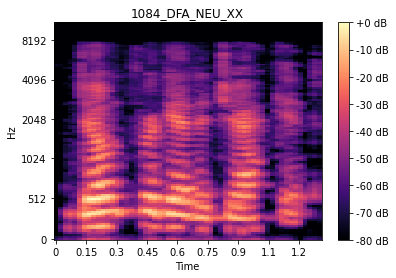 1084_DFA_NEU_XX
8192
4096
2048
1024
512
0
Hz
0 0.15 0.3 0.45 0.6 0.75 0.9 1.1 1.2
Time
+0 dB
-10 dB
-20 dB
-30 dB
-40 dB
-50 dB
-60 dB
-70 dB
-80 dB